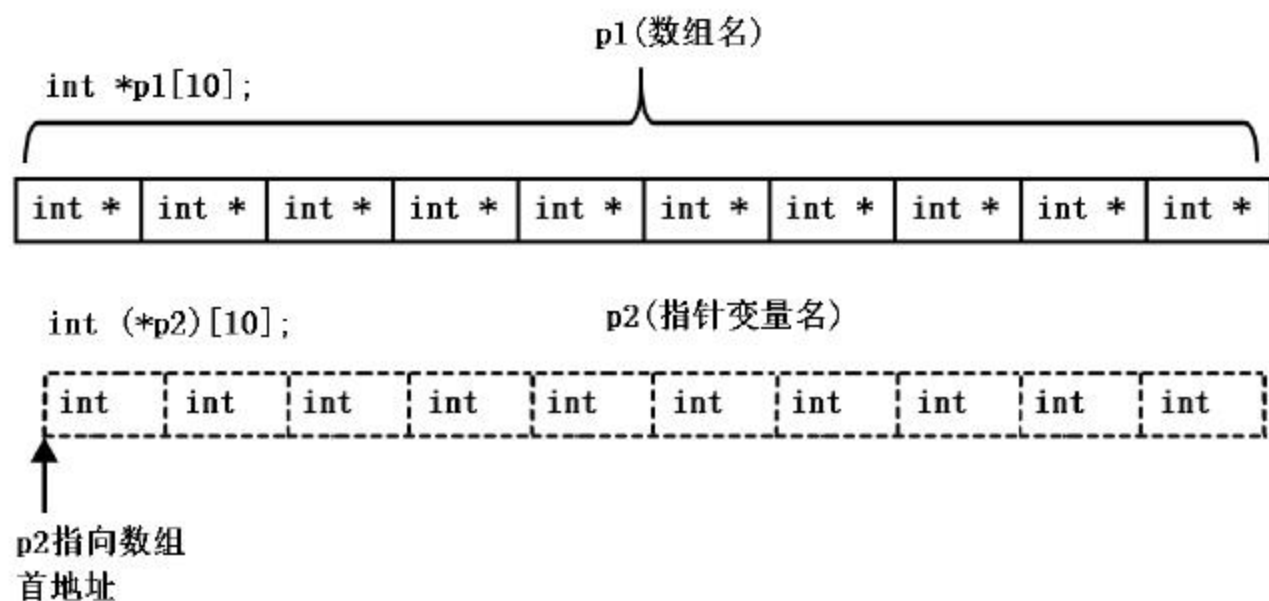 p1(数组名)
int *p1[10];
int * int * int * int * int * int * int * int * int * int *
int (*p2)[10];
p2(指针变量名)
int int int int int int int int int int
p2指向数组
首地址